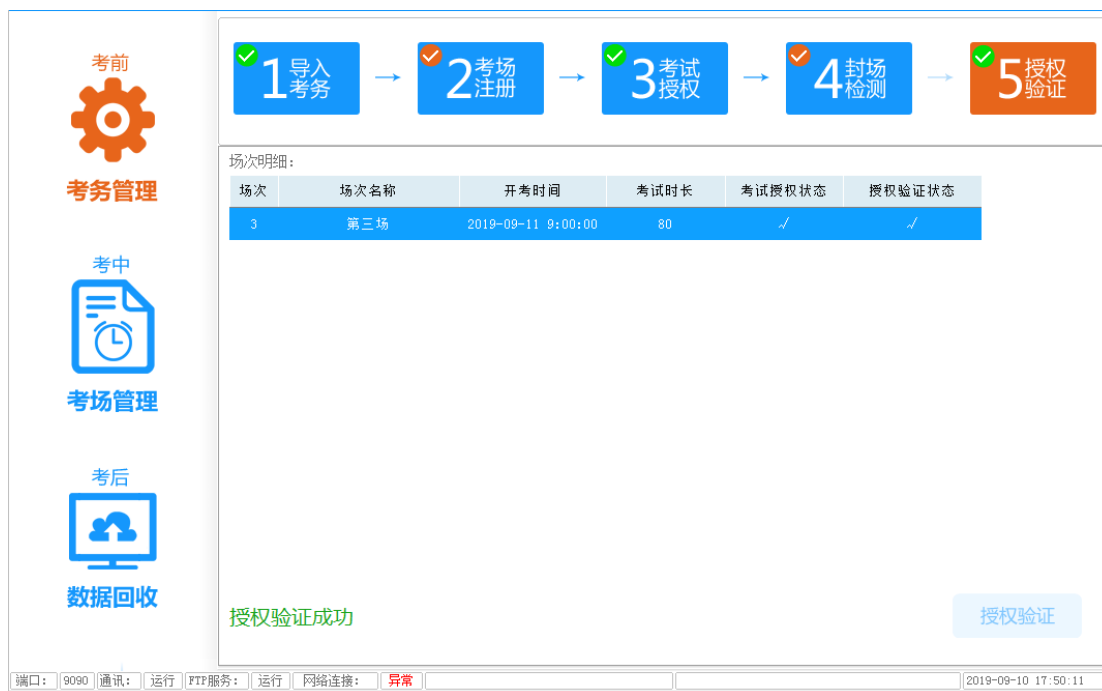 考前
考务管理
考中
考场管理
考后
数据回收
1 导入考务
2 考场注册
3 考试授权
4 封场检测
5 授权验证
场次明细：
场次 场次名称 开考时间 考试时长 考试授权状态 授权验证状态
3 第三场 2019-09-11 9:00:00 80 √ √
授权验证成功
授权验证
端口： 9090 通讯： 运行 FTP服务： 运行 网络连接： 异常 2019-09-10 17:50:11